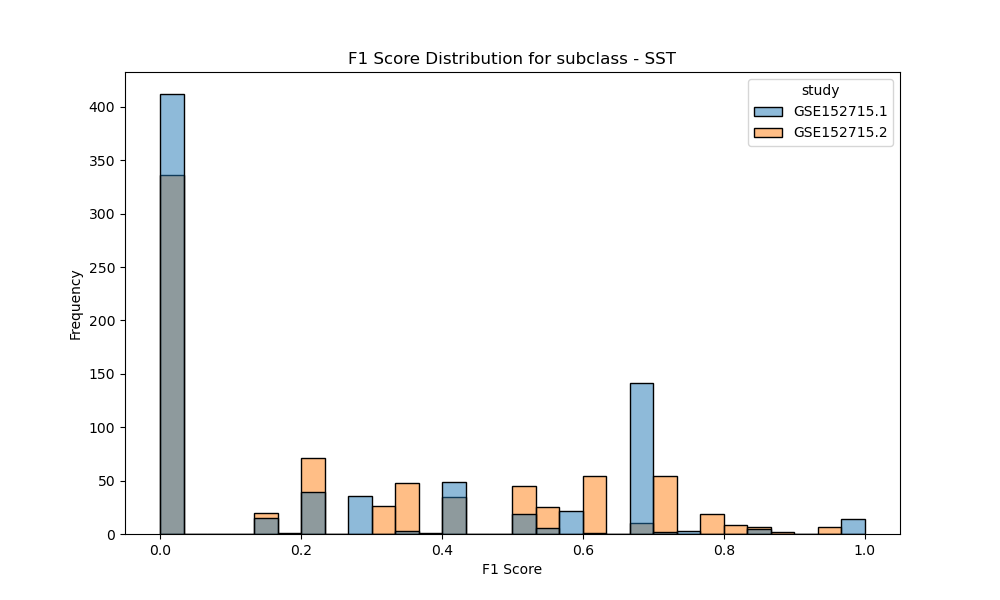 F1 Score Distribution for subclass - SST
study
GSE152715.1
GSE152715.2
Frequency
400
350
300
250
200
150
100
50
0
0.0 0.2 0.4 0.6 0.8 1.0
F1 Score